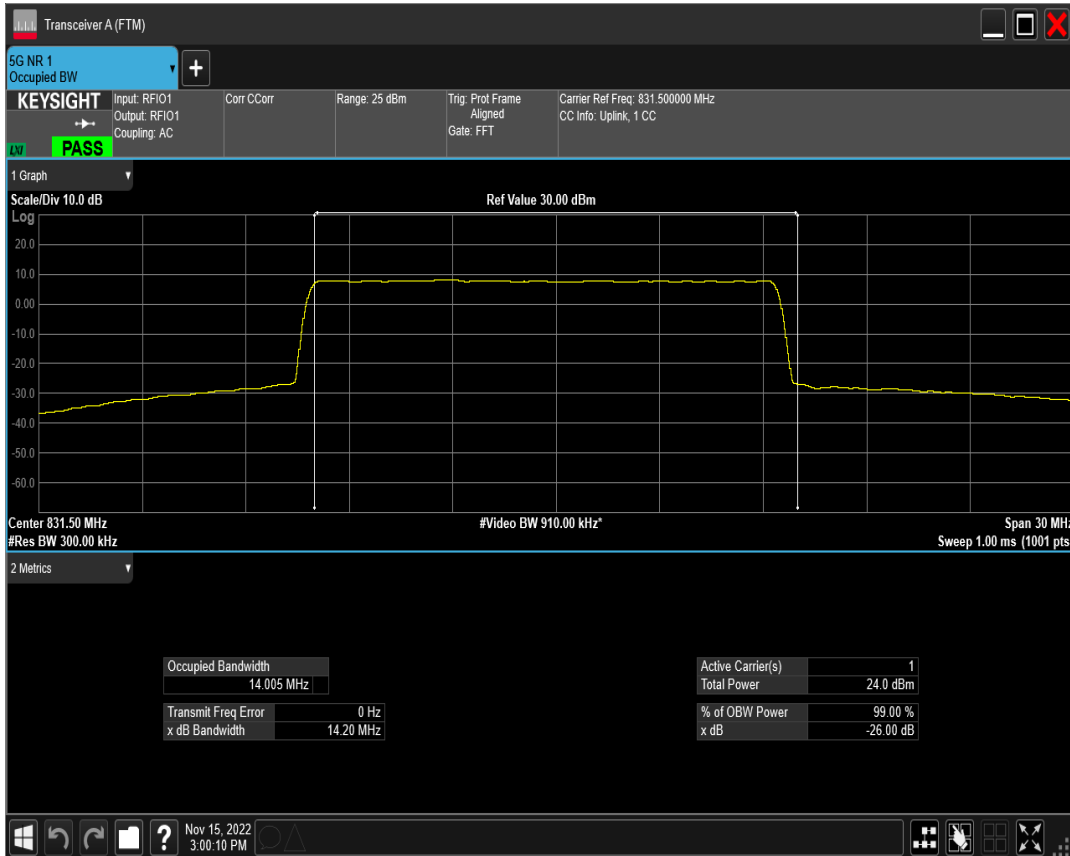 Transceiver A (FTM)
5G NR 1
Occupied BW
+
KEYSIGHT
LXI
PASS
Input: RFIO1
Output: RFIO1
Coupling: AC
Corr CCorr
Range: 25 dBm
Trig: Prot Frame
Aligned
Gate: FFT
Carrier Ref Freq: 831.500000 MHz
CC Info: Uplink, 1 CC
1 Graph
Scale/Div 10.0 dB
Ref Value 30.00 dBm
Log
20.0
10.0
0.00
-10.0
-20.0
-30.0
-40.0
-50.0
-60.0
Center 831.50 MHz
#Video BW 910.00 kHz*
Span 30 MHz
#Res BW 300.00 kHz
Sweep 1.00 ms (1001 pts
2 Metrics
Occupied Bandwidth
14.005 MHz
Transmit Freq Error 0 Hz
x dB Bandwidth 14.20 MHz
Active Carrier(s) 1
Total Power 24.0 dBm
% of OBW Power 99.00 %
x dB -26.00 dB
?
Nov 15, 2022
3:00:10 PM